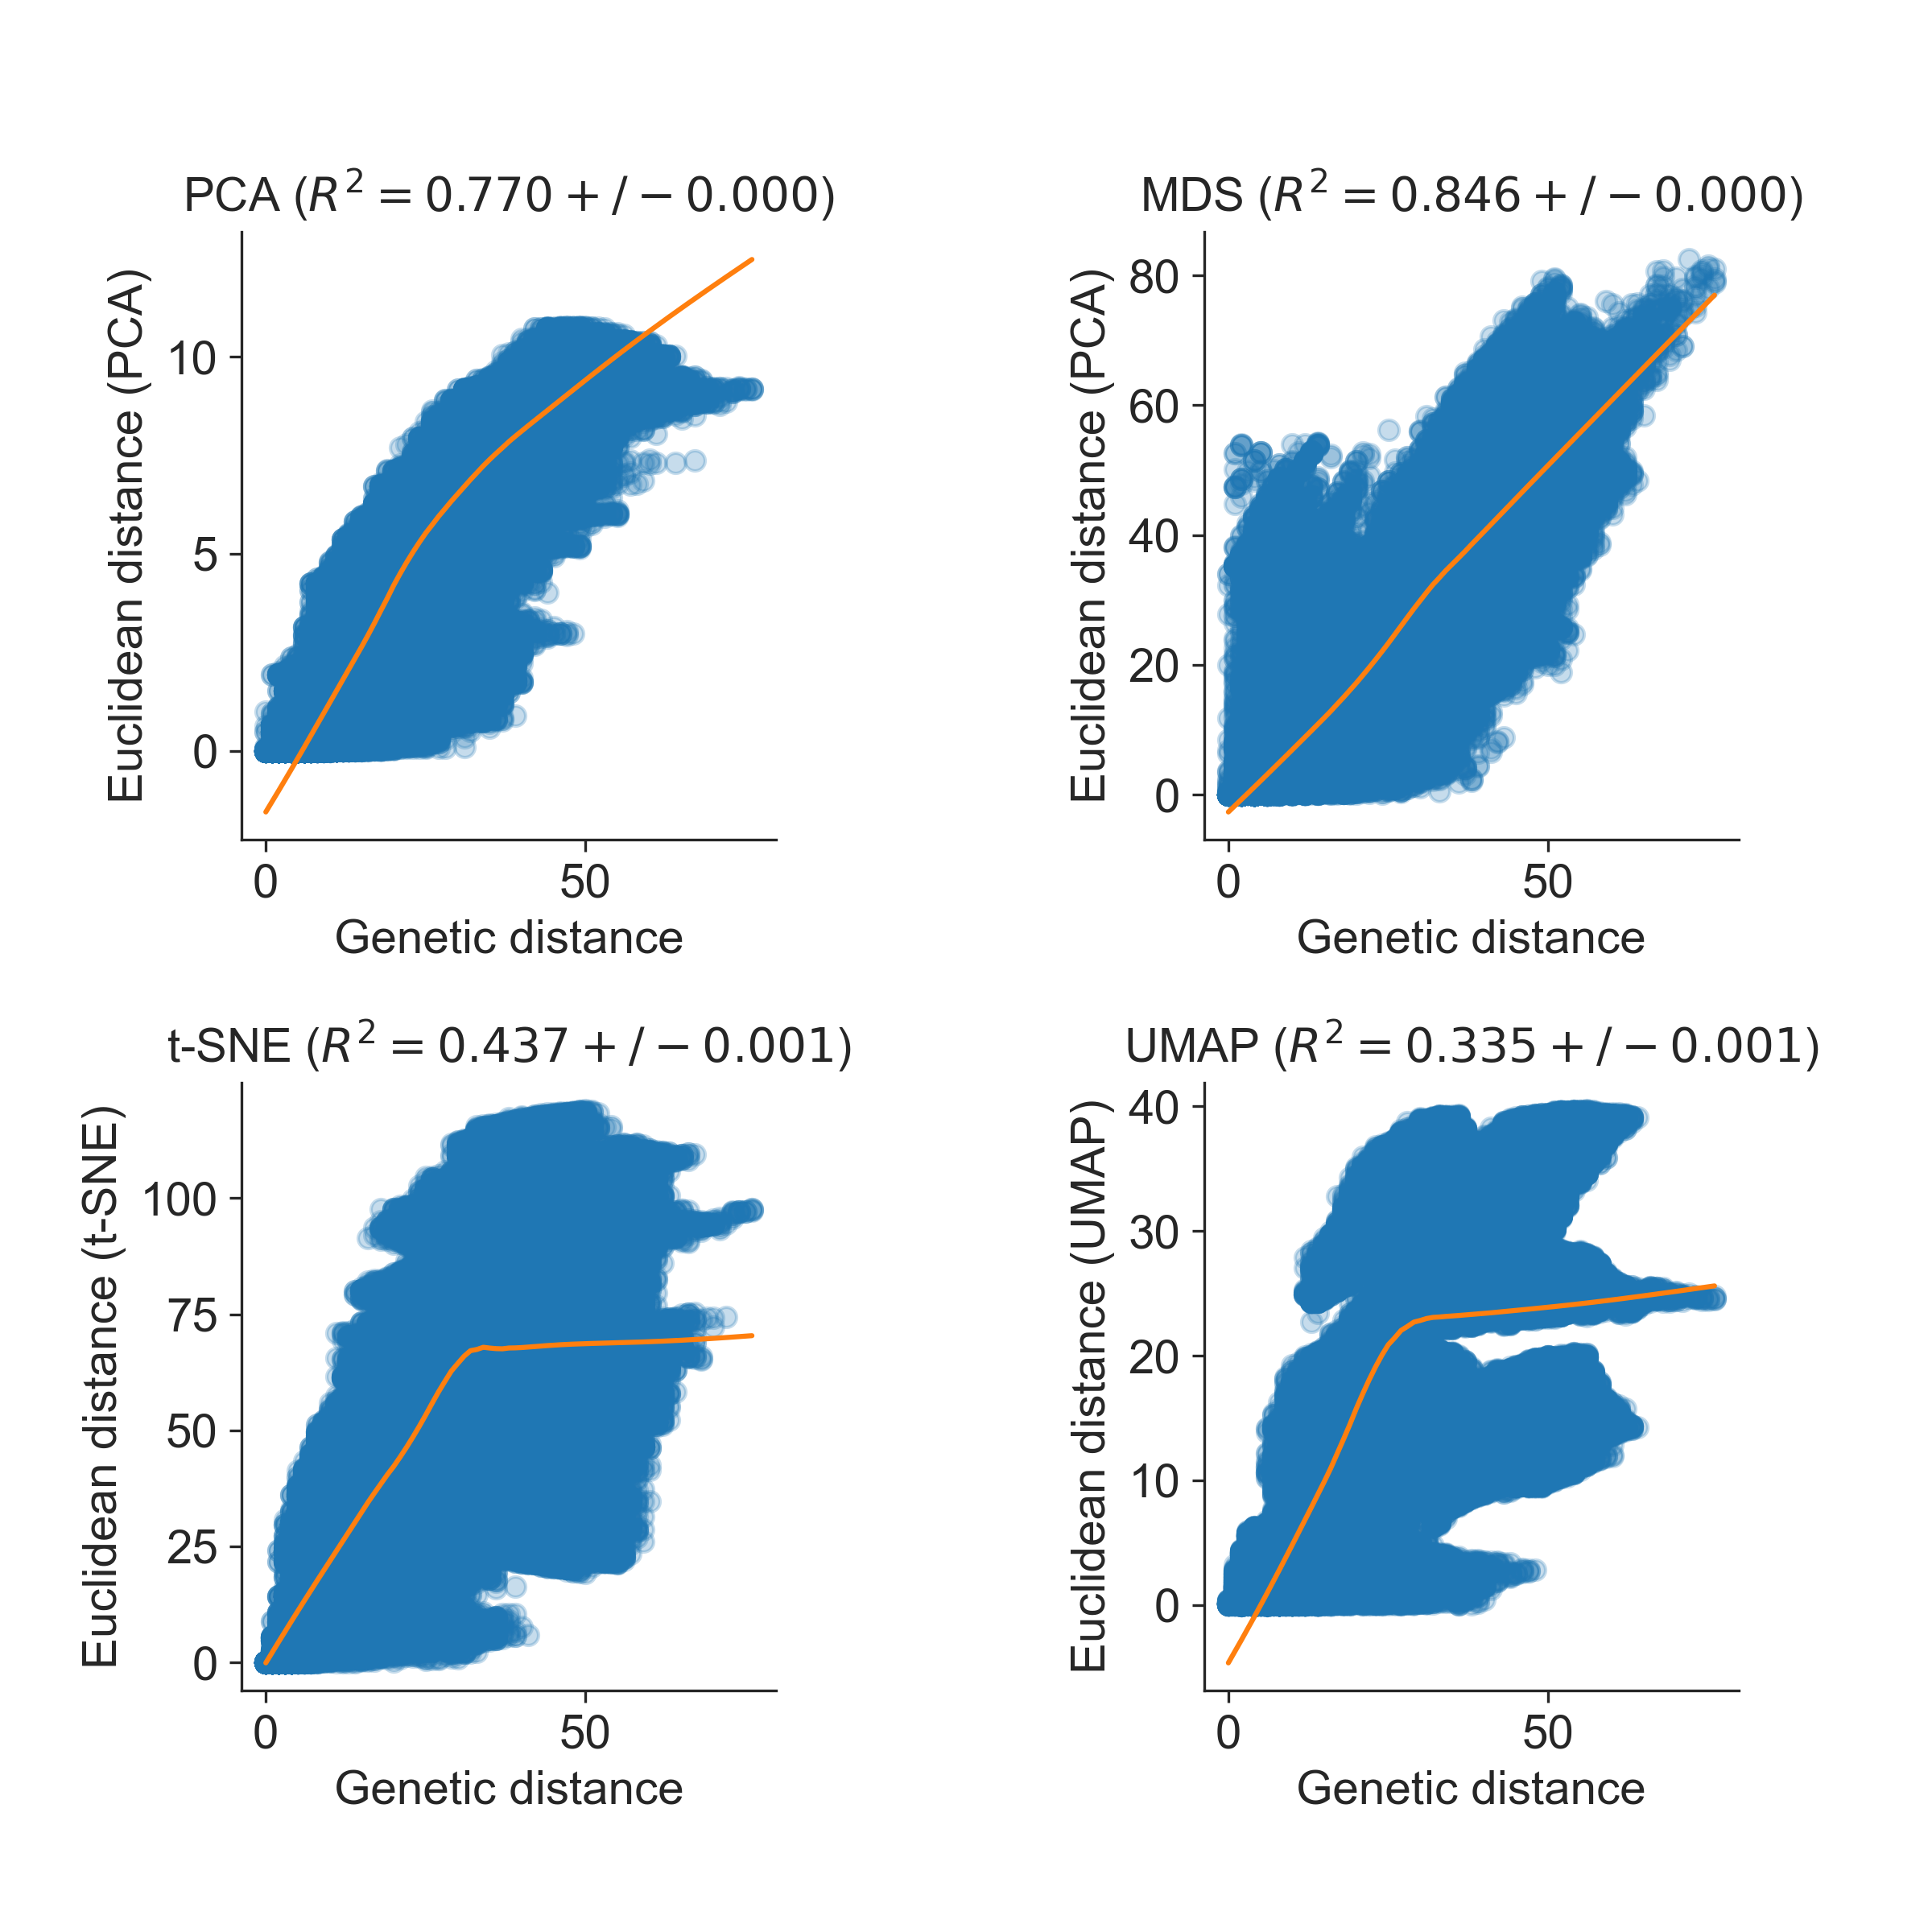 PCA (R² = 0.770 + / − 0.000)
Euclidean distance (PCA)
10
5
0
0 50
Genetic distance
MDS (R² = 0.846 + / − 0.000)
Euclidean distance (PCA)
80
60
40
20
0
0 50
Genetic distance
t-SNE (R² = 0.437 + / − 0.001)
Euclidean distance (t-SNE)
100
75
50
25
0
0 50
Genetic distance
UMAP (R² = 0.335 + / − 0.001)
Euclidean distance (UMAP)
40
30
20
10
0
0 50
Genetic distance